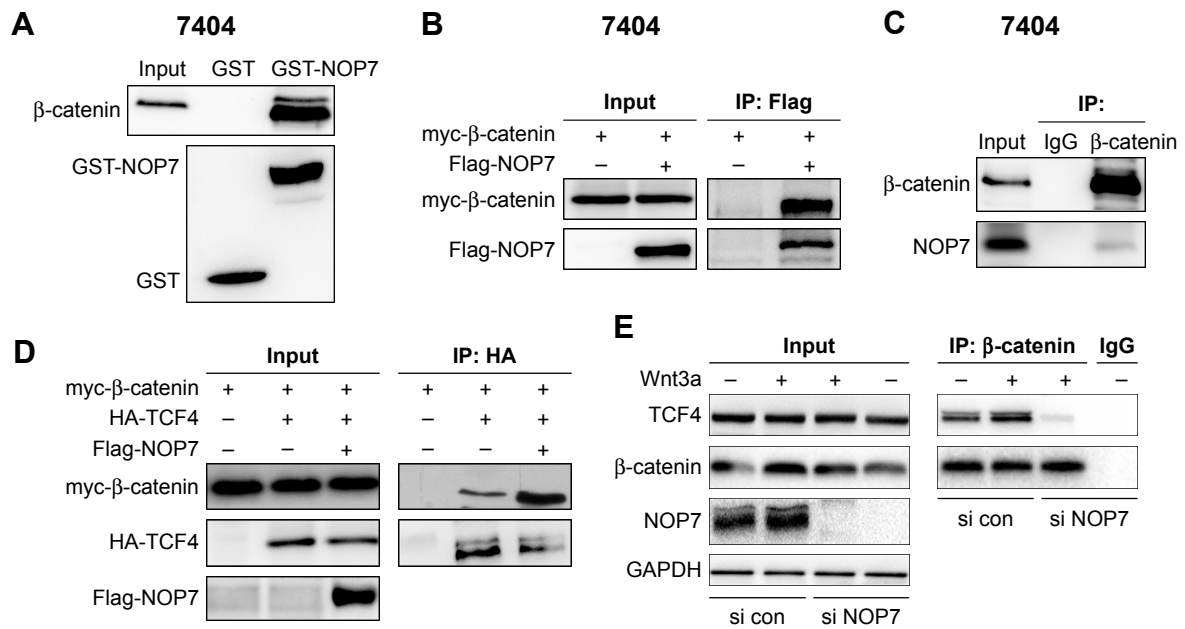 A 7404
Input GST GST-NOP7
β-catenin
GST-NOP7
GST
B 7404
Input IP: Flag
myc-β-catenin + + + +
Flag-NOP7 – + – +
myc-β-catenin
Flag-NOP7
C 7404
IP:
Input IgG β-catenin
β-catenin
NOP7
D
Input IP: HA
myc-β-catenin + + + + + +
HA-TCF4 – + + – + +
Flag-NOP7 – – + – – +
myc-β-catenin
HA-TCF4
Flag-NOP7
E
Input IP: β-catenin IgG
Wnt3a – + + – – + + –
TCF4
β-catenin
NOP7
GAPDH
si con si NOP7
si con si NOP7